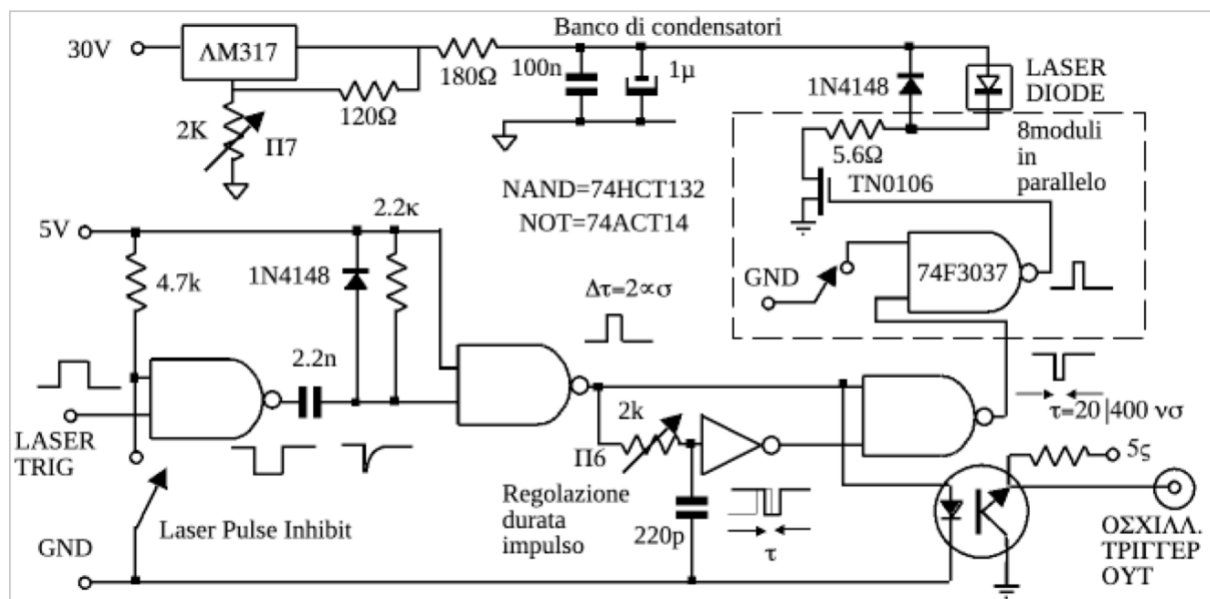 Banco di condensatori
30V
ΛM317
180Ω
100n
1μ
1N4148
LASER
DIODE
2K
Π7
120Ω
8moduli
in
parallelo
5.6Ω
TN0106
NAND=74HCT132
NOT=74ACT14
5V
2.2κ
4.7k
1N4148
Δτ=2∝σ
GND
74F3037
2.2n
LASER
TRIG
2k
Π6
τ=20|400 νσ
5ς
Regolazione
durata
impulso
220p
τ
Laser Pulse Inhibit
GND
ΟΣΧΙΛΛ.
ΤΡΙΓΓΕΡ
ΟΥΤ